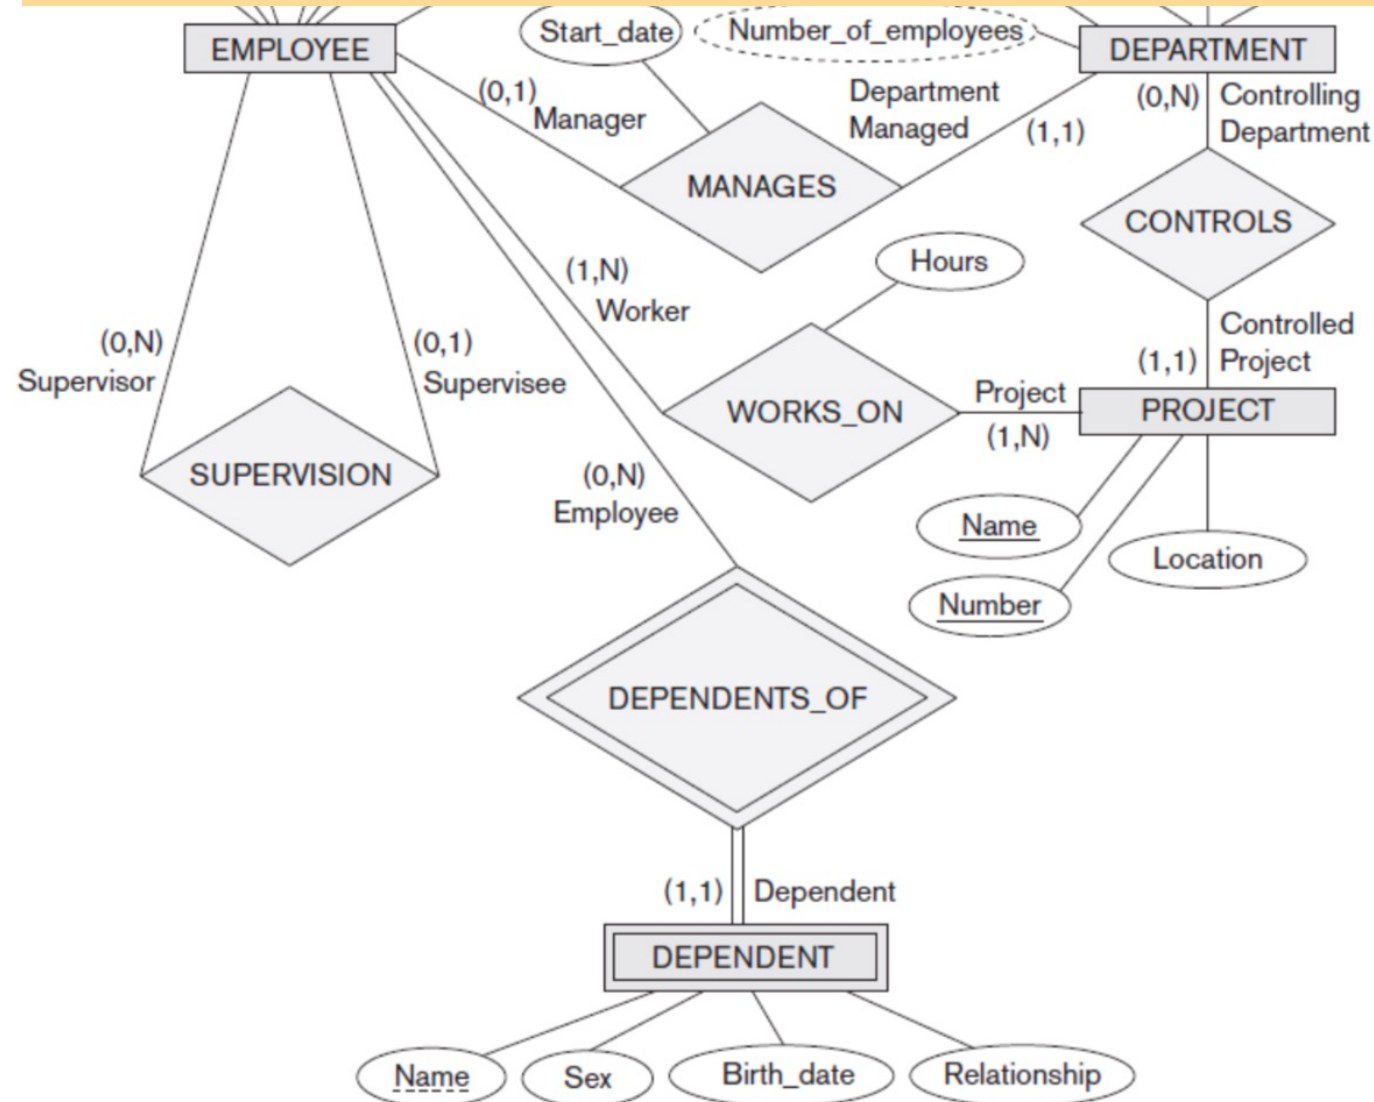 EMPLOYEE
Start_date
Number_of_employees
DEPARTMENT
(0,1)
Manager
Department
Managed
(1,1)
(0,N)
Controlling
Department
MANAGES
CONTROLS
(1,N)
Worker
Hours
(0,N)
Supervisor
(0,1)
Supervisee
Controlled
Project
(1,1)
WORKS_ON
Project
(1,N)
PROJECT
SUPERVISION
(0,N)
Employee
Name
Location
Number
DEPENDENTS_OF
(1,1)
Dependent
DEPENDENT
Name
Sex
Birth_date
Relationship